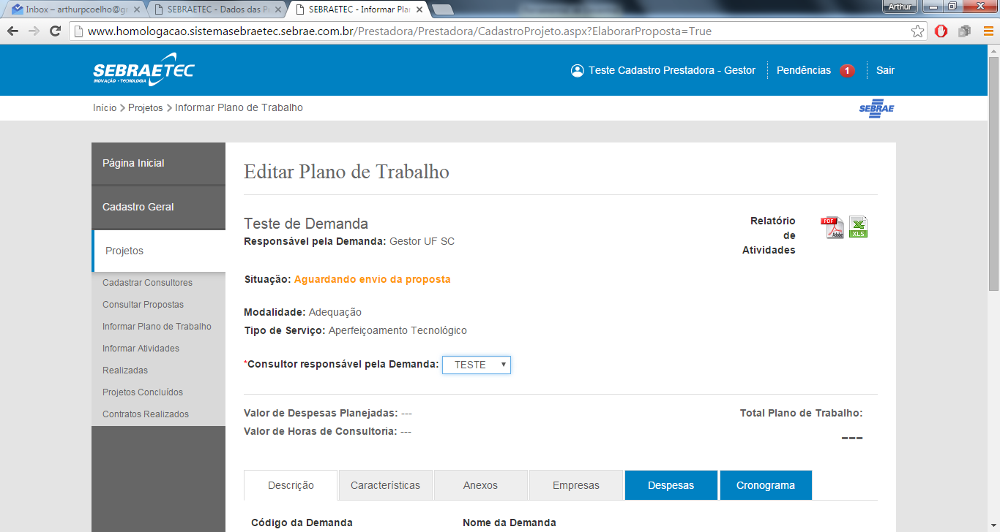 Inbox – arthurpcoelho@g
SEBRAETEC - Dados das P
SEBRAETEC - Informar Pla
Arthur
www.homologacao.sistemasebraetec.sebrae.com.br/Prestadora/Prestadora/CadastroProjeto.aspx?ElaborarProposta=True
SEBRAETEC
INOVAÇÃO • TECNOLOGIA
Teste Cadastro Prestadora - Gestor
Pendências 1
Sair
Início > Projetos > Informar Plano de Trabalho
SEBRAE
Página Inicial
Cadastro Geral
Projetos
Cadastrar Consultores
Consultar Propostas
Informar Plano de Trabalho
Informar Atividades
Realizadas
Projetos Concluídos
Contratos Realizados
Editar Plano de Trabalho
Teste de Demanda
Responsável pela Demanda: Gestor UF SC
Relatório
de
Atividades
PDF
Adobe
XLS
Situação: Aguardando envio da proposta
Modalidade: Adequação
Tipo de Serviço: Aperfeiçoamento Tecnológico
*Consultor responsável pela Demanda: TESTE
Valor de Despesas Planejadas: ---
Valor de Horas de Consultoria: ---
Total Plano de Trabalho:
---
Descrição
Características
Anexos
Empresas
Despesas
Cronograma
Código da Demanda
Nome da Demanda